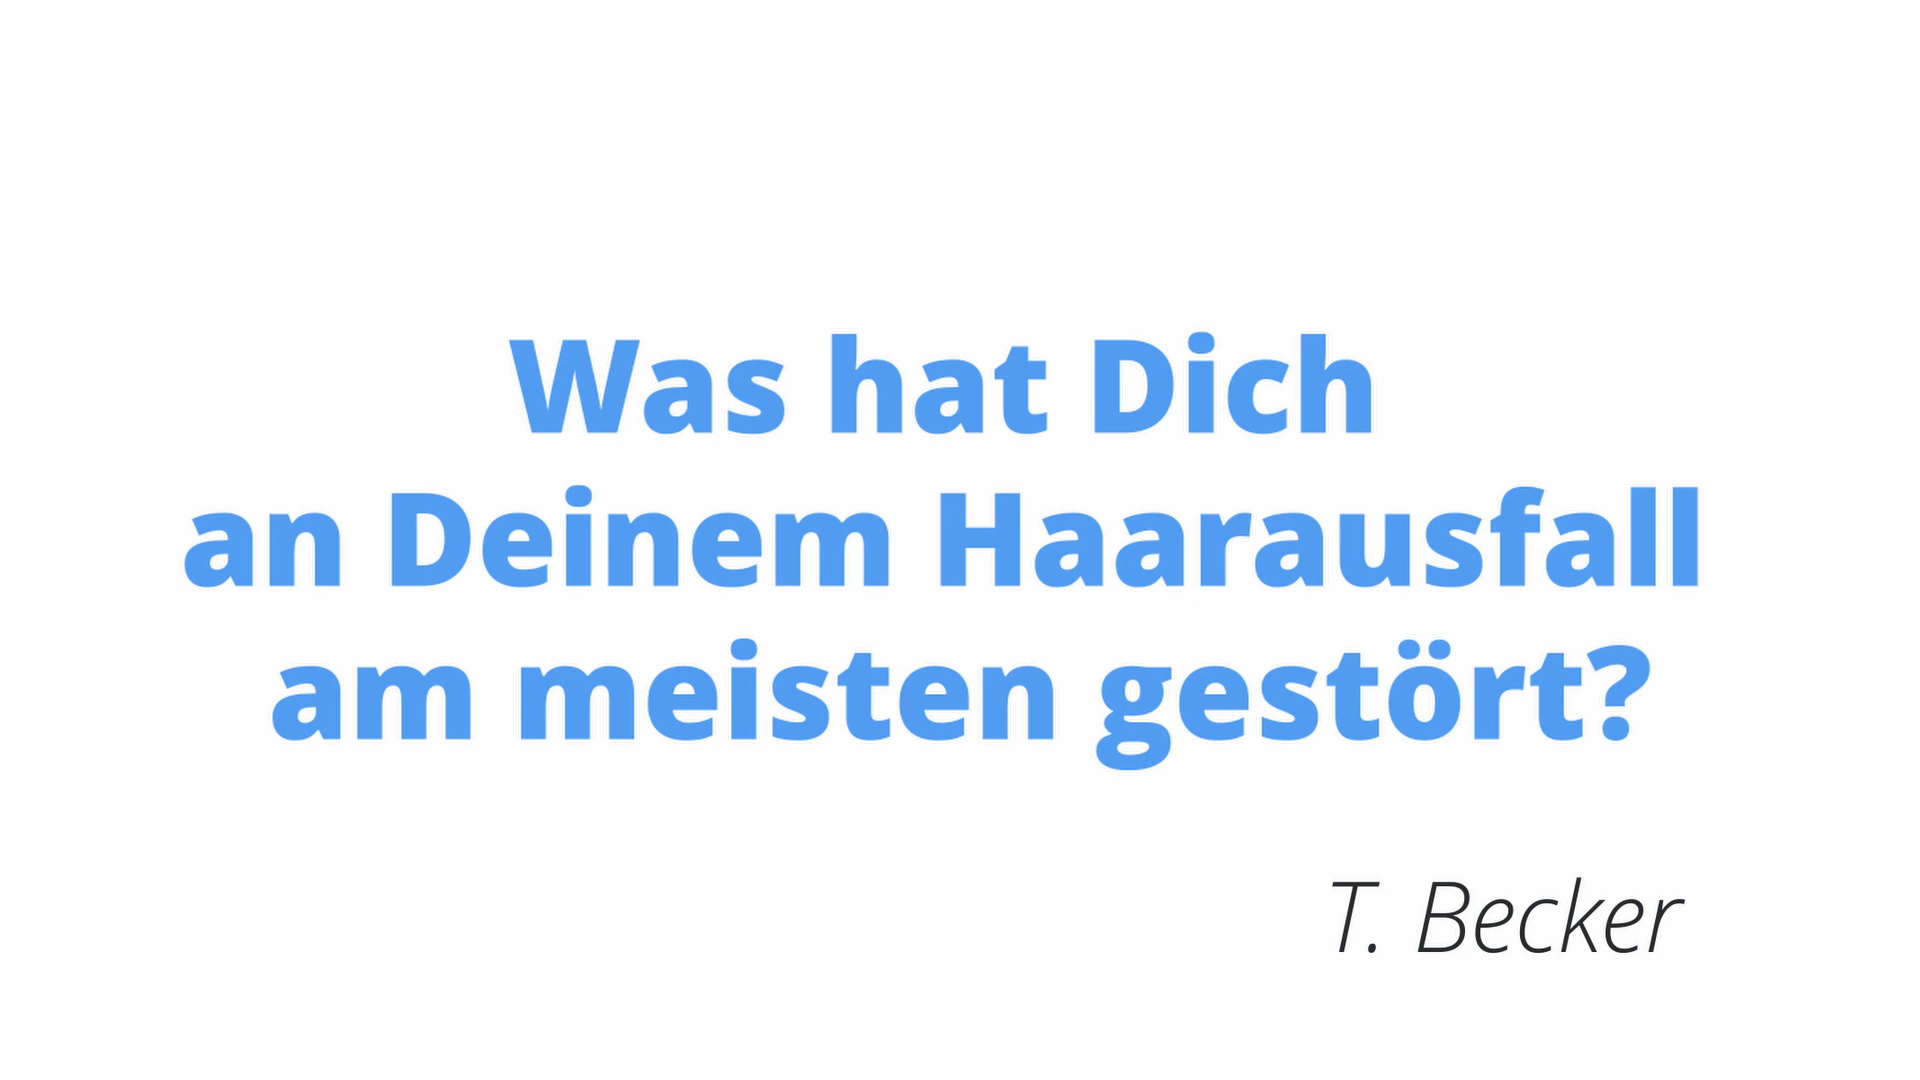 Was hat Dich
an Deinem Haarausfall
am meisten gestört?
T. Becker